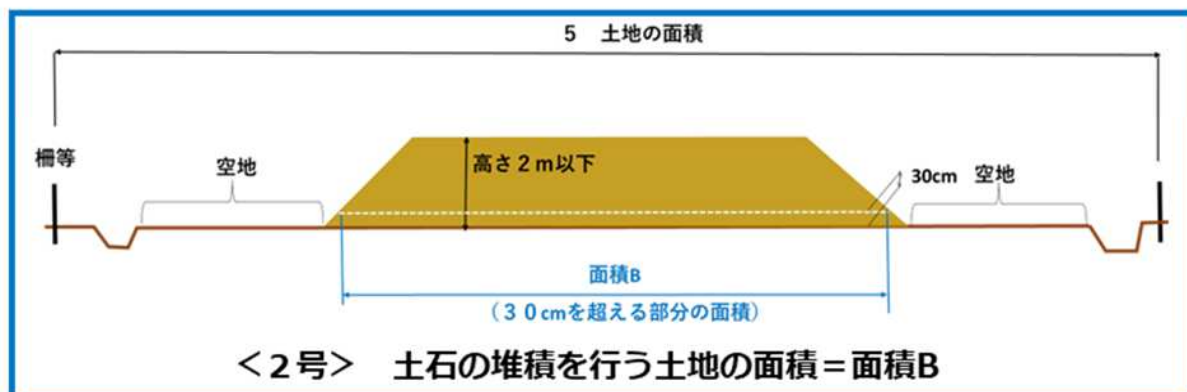 5 土地の面積
柵等
空地
高さ２ｍ以下
30cm 空地
面積B
（３０cmを超える部分の面積）
＜２号＞ 土石の堆積を行う土地の面積＝面積B